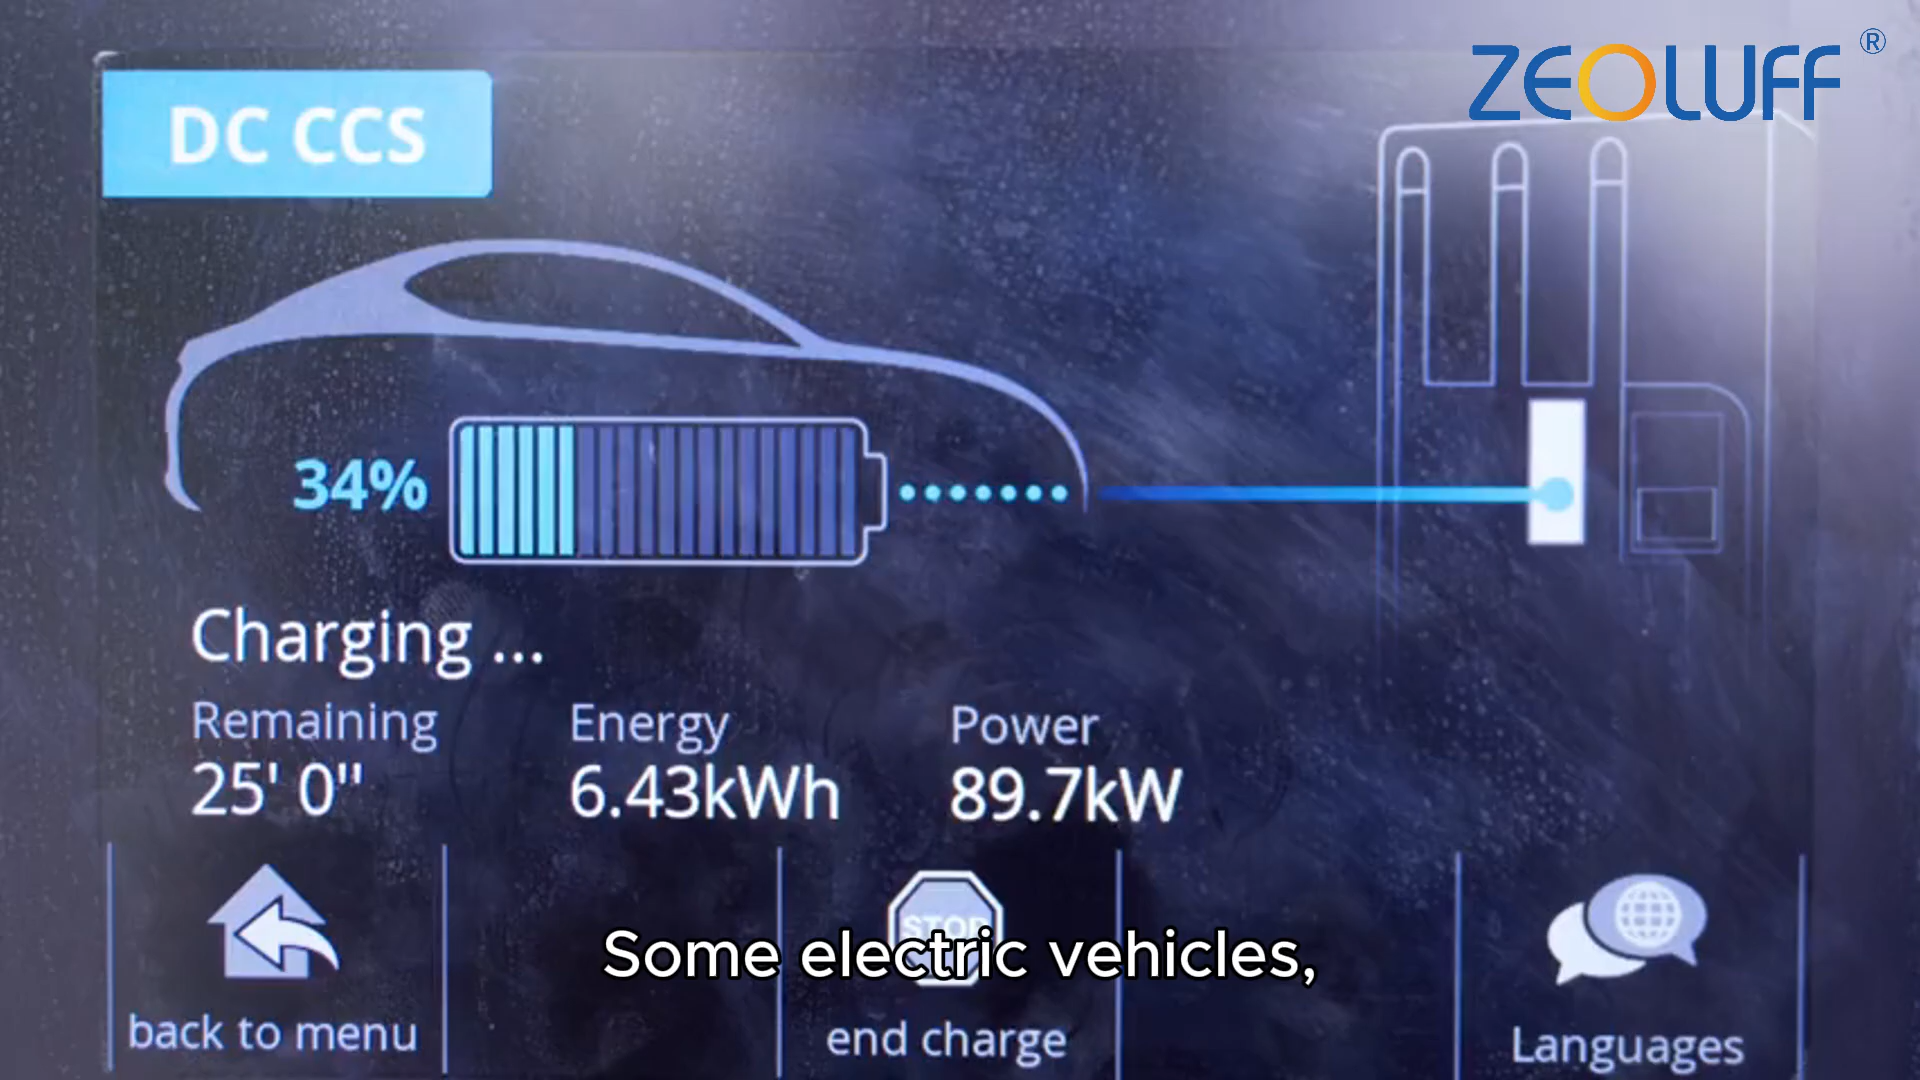 ZEOLUFF®
DC CCS
34%
Charging ...
Remaining
25' 0"
Energy
6.43kWh
Power
89.7kW
STOP
Some electric vehicles,
back to menu
end charge
Languages